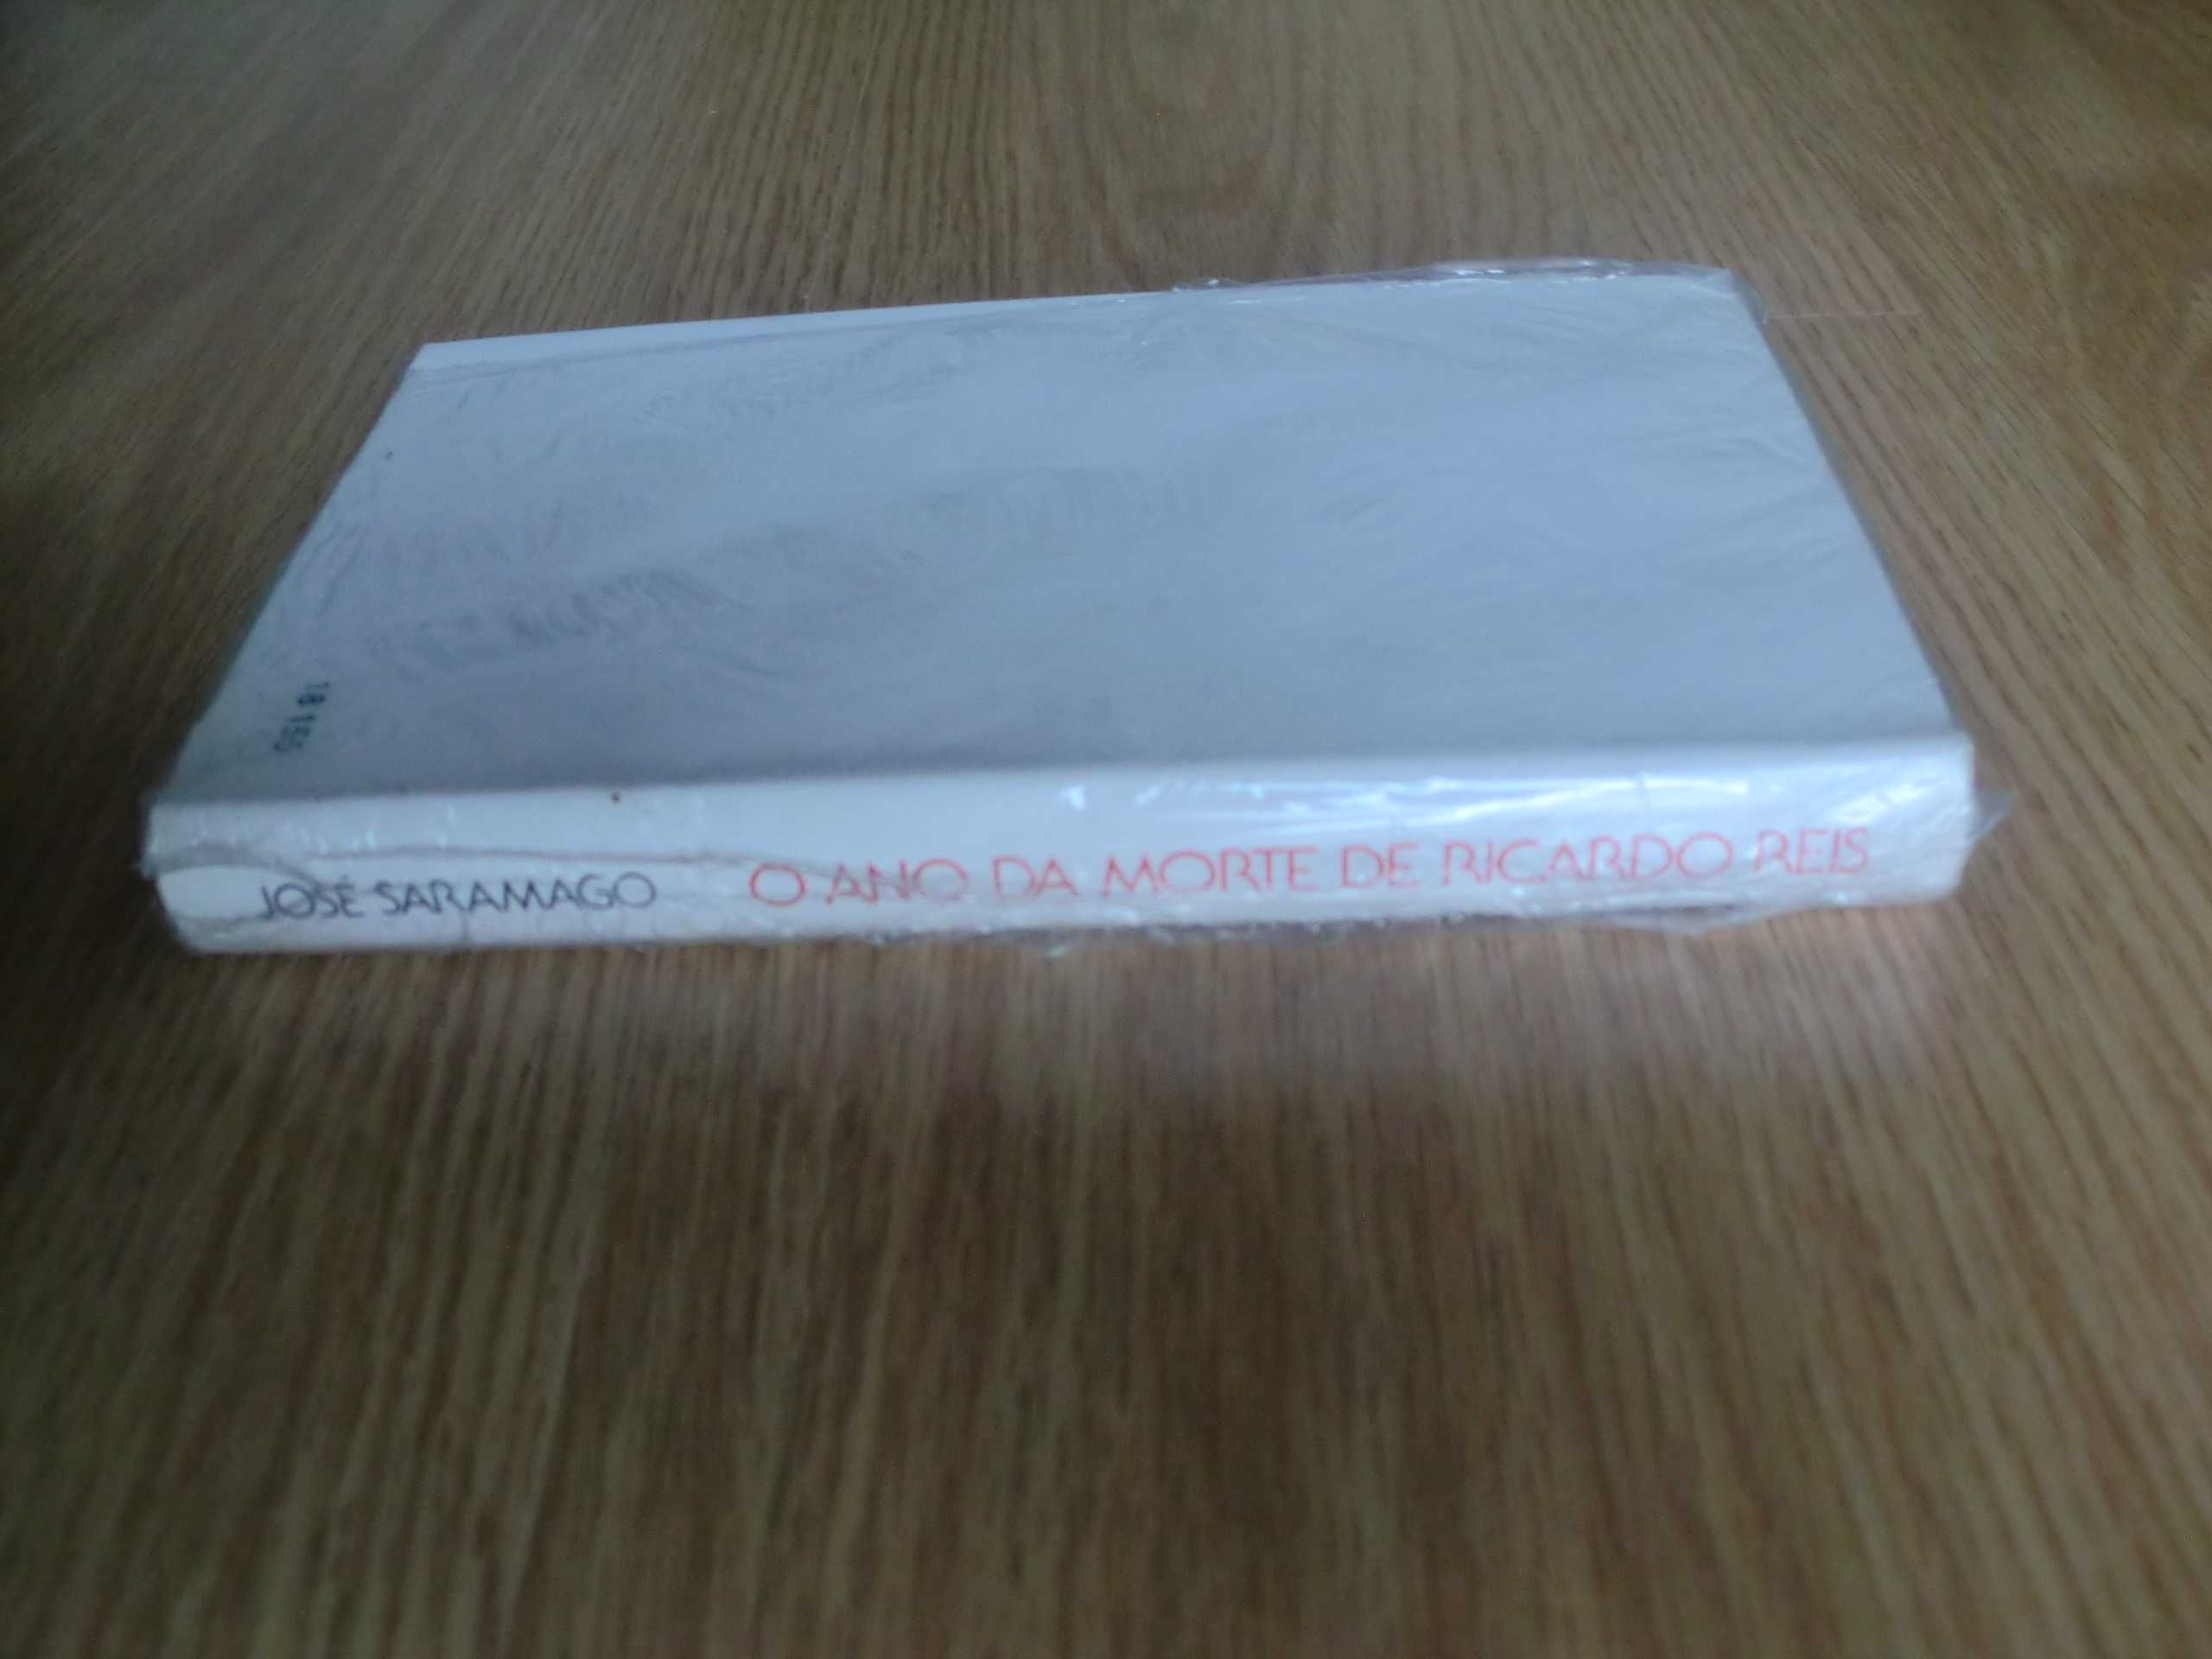 JOSÉ SARAMAGO O ANO DA MORTE DE RICARDO REIS